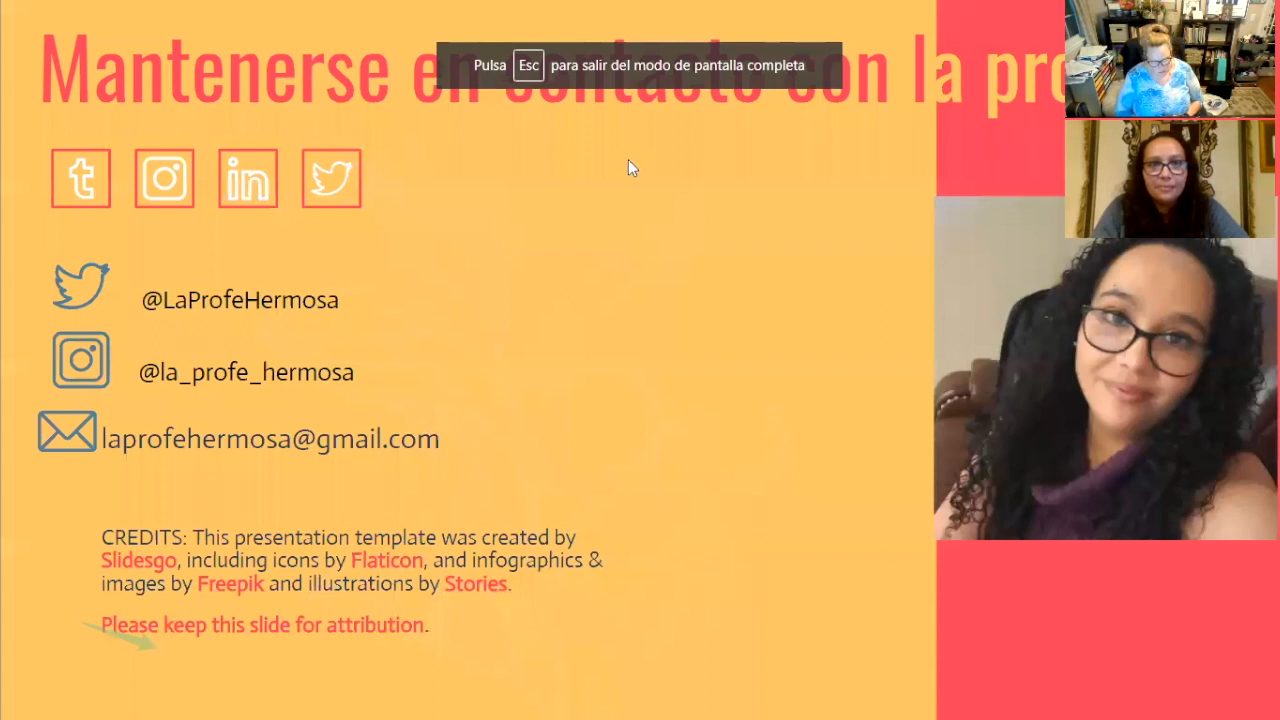 Mantenerse en contacto con la pro
Pulsa Esc para salir del modo de pantalla completa
@LaProfeHermosa
@la_profe_hermosa
laprofehermosa@gmail.com
CREDITS: This presentation template was created by
Slidesgo, including icons by Flaticon, and infographics &
images by Freepik and illustrations by Stories.
Please keep this slide for attribution.